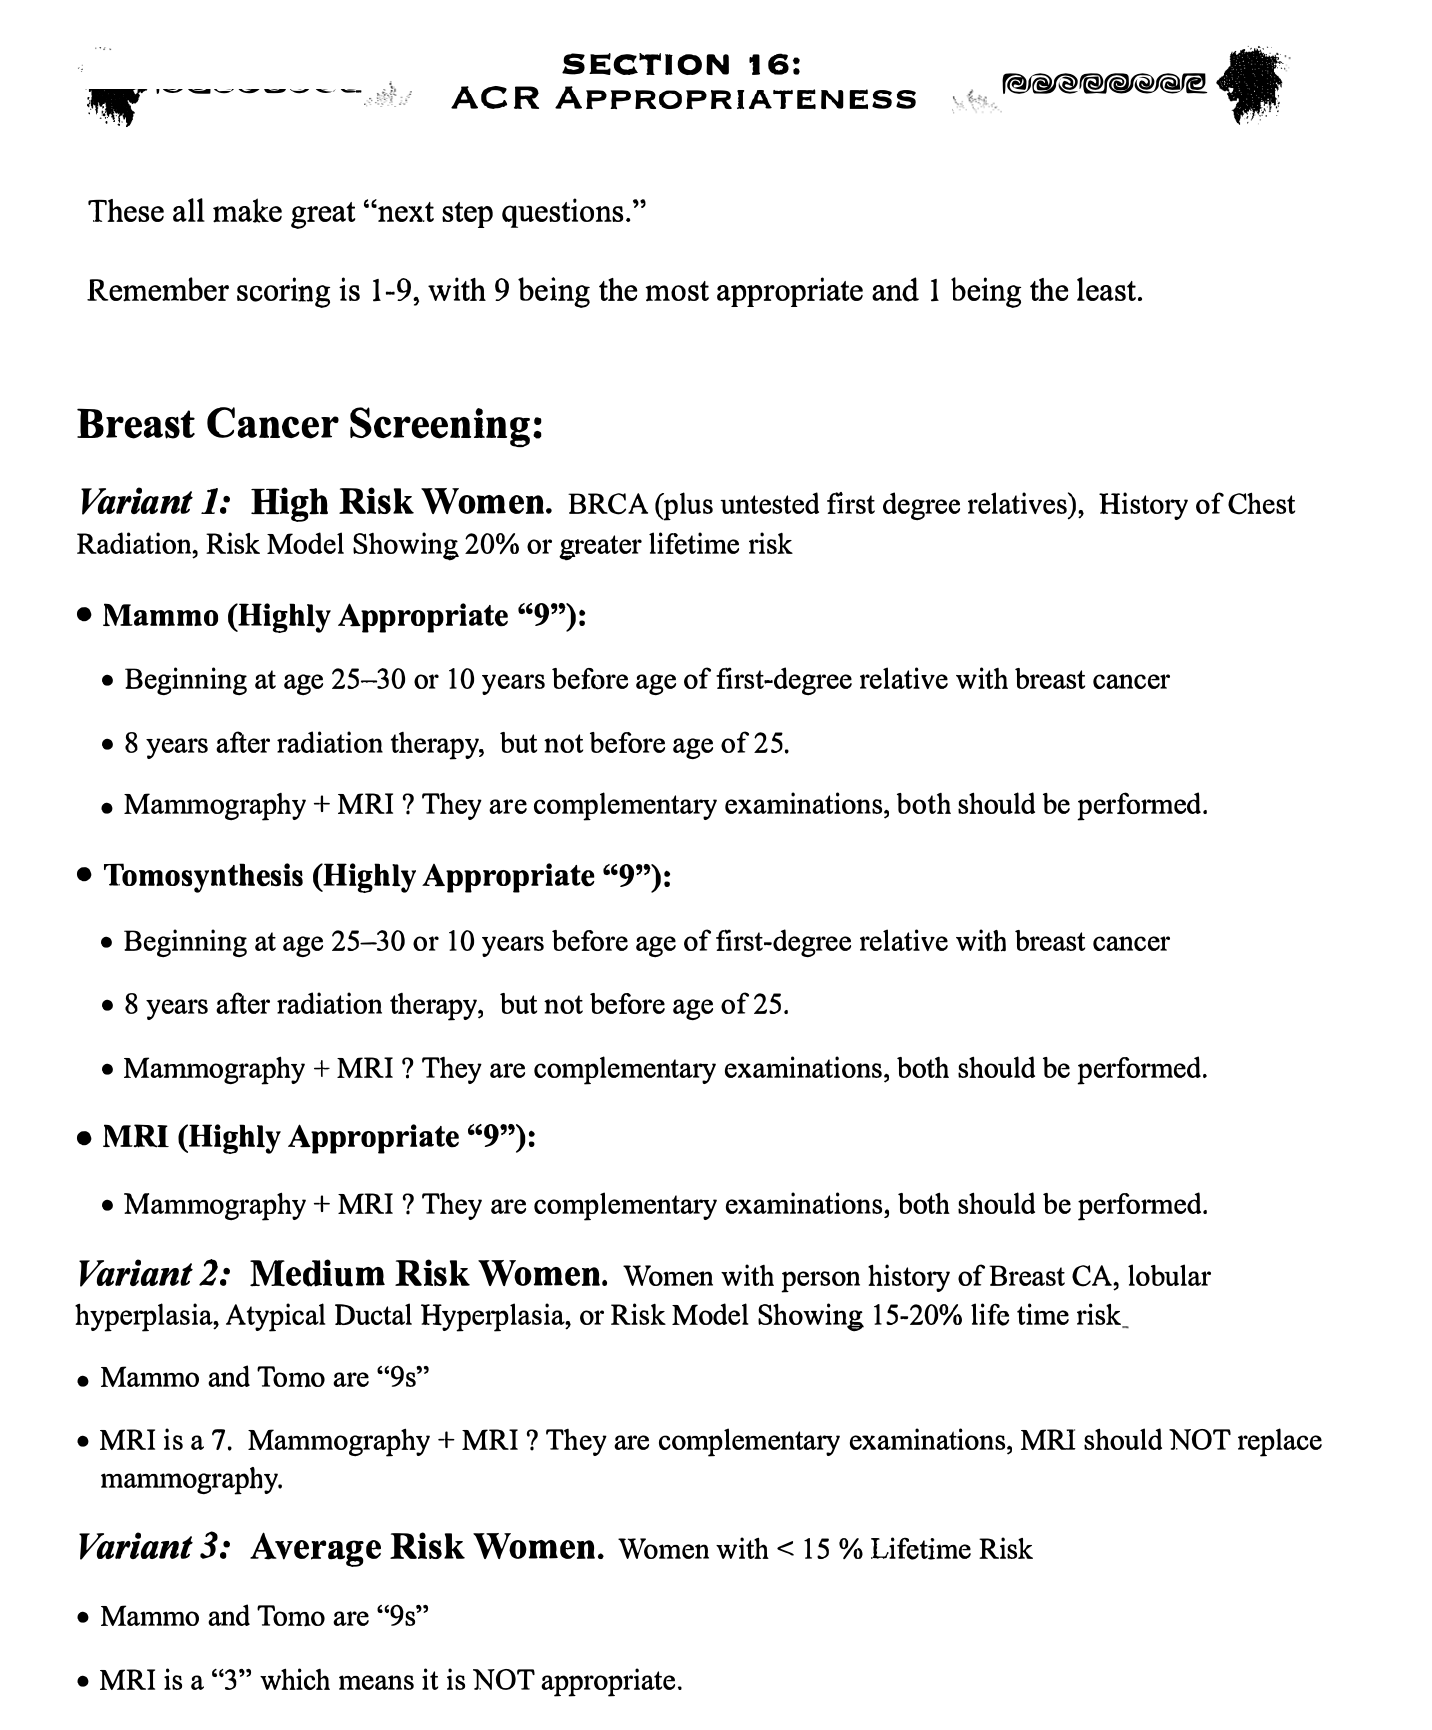 SECTION 16:
ACR APPROPRIATENESS
These all make great “next step questions.”
Remember scoring is 1-9, with 9 being the most appropriate and 1 being the least.
Breast Cancer Screening:
Variant 1: High Risk Women. BRCA (plus untested first degree relatives), History of Chest
Radiation, Risk Model Showing 20% or greater lifetime risk
• Mammo (Highly Appropriate “9”):
• Beginning at age 25–30 or 10 years before age of first-degree relative with breast cancer
• 8 years after radiation therapy, but not before age of 25.
• Mammography + MRI ? They are complementary examinations, both should be performed.
• Tomosynthesis (Highly Appropriate “9”):
• Beginning at age 25–30 or 10 years before age of first-degree relative with breast cancer
• 8 years after radiation therapy, but not before age of 25.
• Mammography + MRI ? They are complementary examinations, both should be performed.
• MRI (Highly Appropriate “9”):
• Mammography + MRI ? They are complementary examinations, both should be performed.
Variant 2: Medium Risk Women. Women with person history of Breast CA, lobular
hyperplasia, Atypical Ductal Hyperplasia, or Risk Model Showing 15-20% life time risk
• Mammo and Tomo are “9s”
• MRI is a 7. Mammography + MRI ? They are complementary examinations, MRI should NOT replace
mammography.
Variant 3: Average Risk Women. Women with < 15 % Lifetime Risk
• Mammo and Tomo are “9s”
• MRI is a “3” which means it is NOT appropriate.